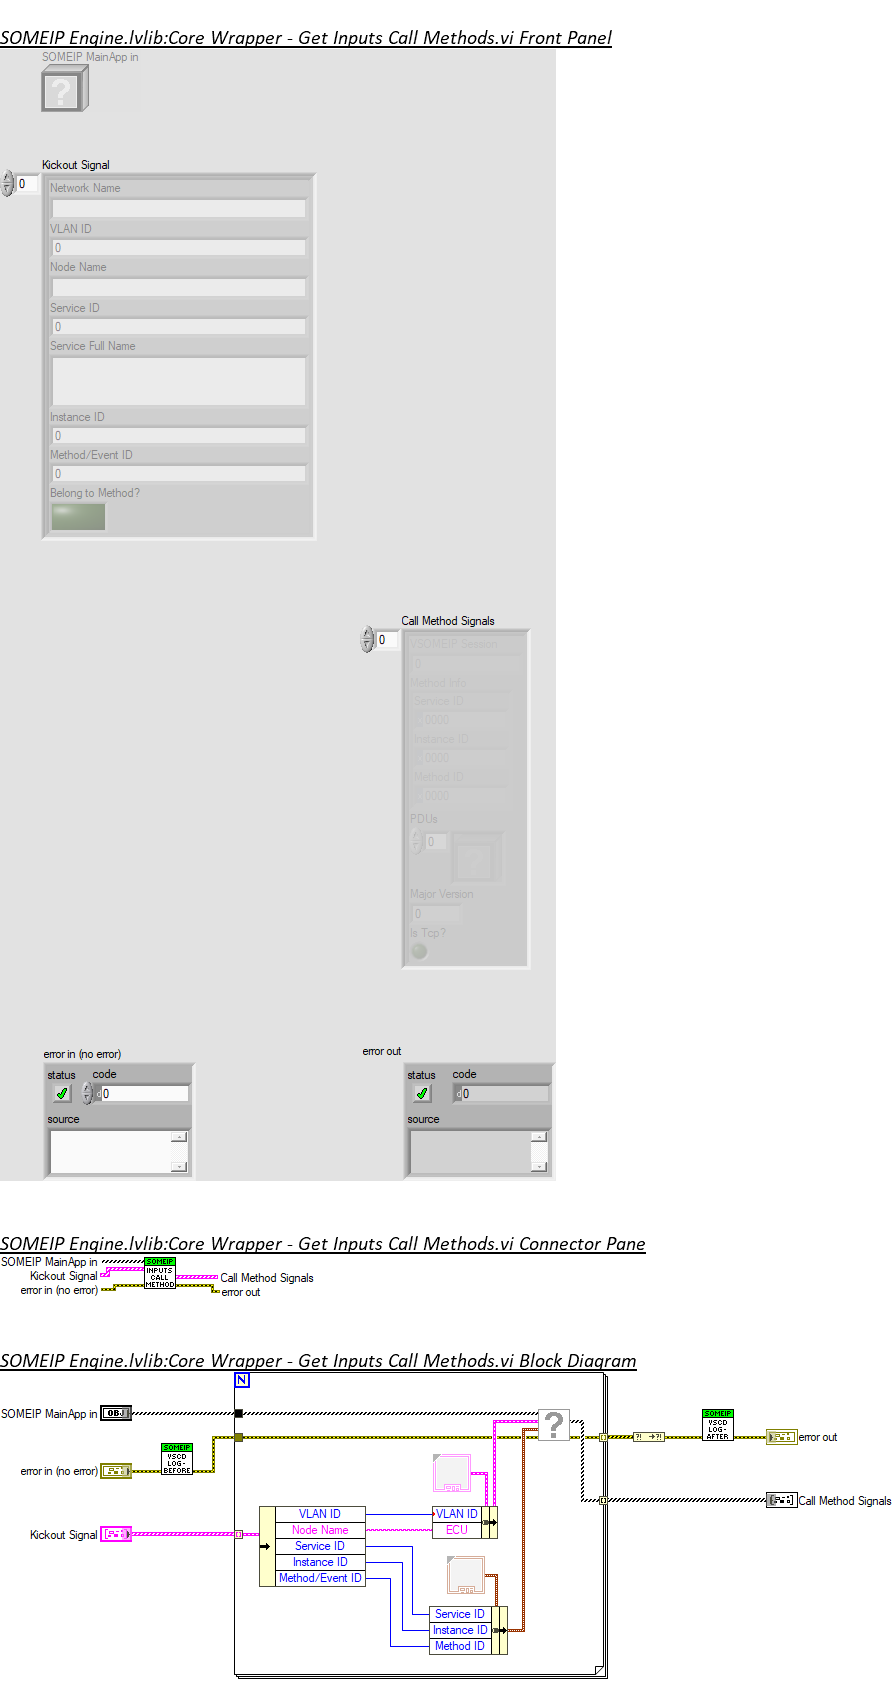 SOMEIP Engine.lvlib:Core Wrapper - Get Inputs Call Methods.vi Front Panel
SOMEIP MainApp in
?
Kickout Signal
0
Network Name
VLAN ID
0
Node Name
Service ID
0
Service Full Name
Instance ID
0
Method/Event ID
0
Belong to Method?
Call Method Signals
0
VSOMEIP Session
0
Method Info
Service ID
0000
Instance ID
0000
Method ID
0000
PDUs
0
?
Major Version
0
Is Tcp?
error in (no error)
status code
d 0
source
error out
status code
d 0
source
SOMEIP Engine.lvlib:Core Wrapper - Get Inputs Call Methods.vi Connector Pane
SOMEIP MainApp in
Kickout Signal
error in (no error)
SOMEIP
INPUTS
CALL
METHOD
Call Method Signals
error out
SOMEIP Engine.lvlib:Core Wrapper - Get Inputs Call Methods.vi Block Diagram
N
SOMEIP MainApp in
OBJ
?
SOMEIP
VSCD
LOG-
AFTER
?! ?!
error out
SOMEIP
VSCD
LOG-
BEFORE
error in (no error)
Call Method Signals
Kickout Signal
VLAN ID
Node Name
Service ID
Instance ID
Method/Event ID
VLAN ID
ECU
Service ID
Instance ID
Method ID